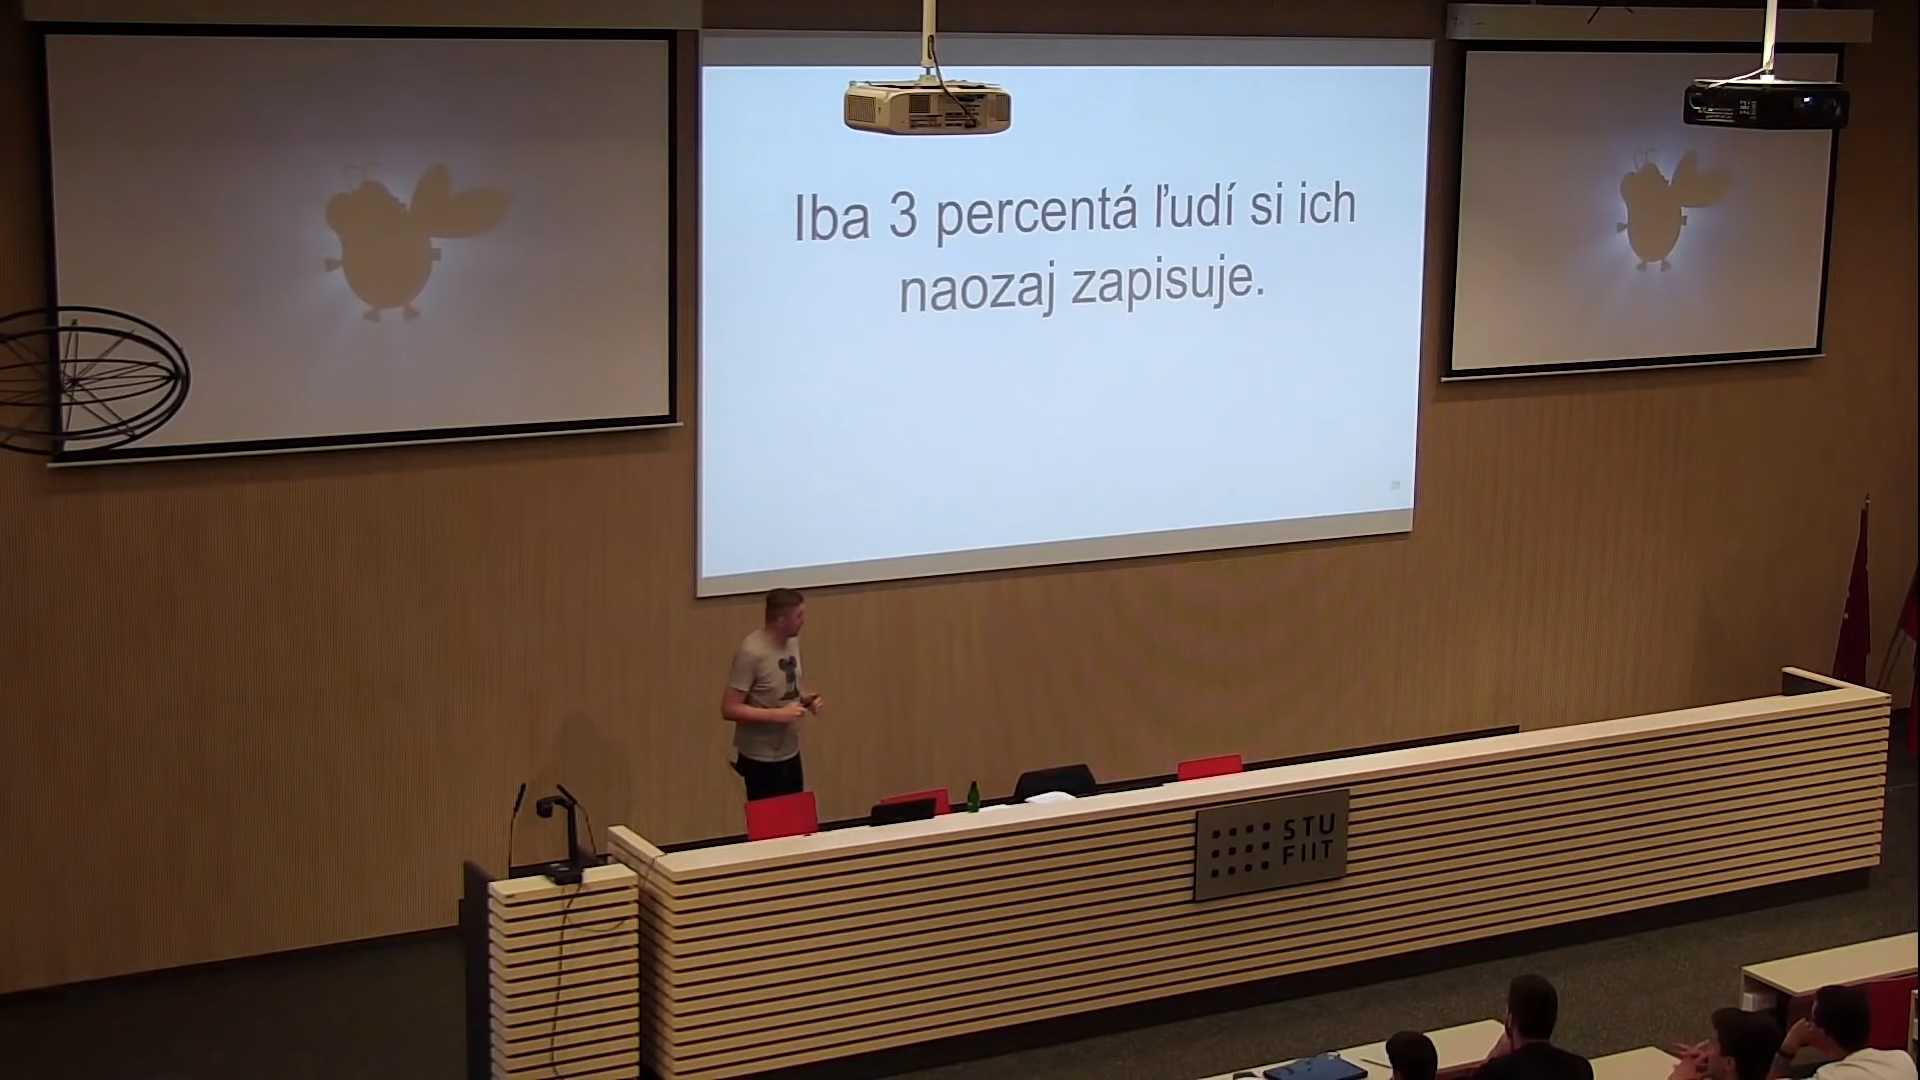 Iba 3 percentá ľudí si ich
naozaj zapisuje.
STU
FIIT